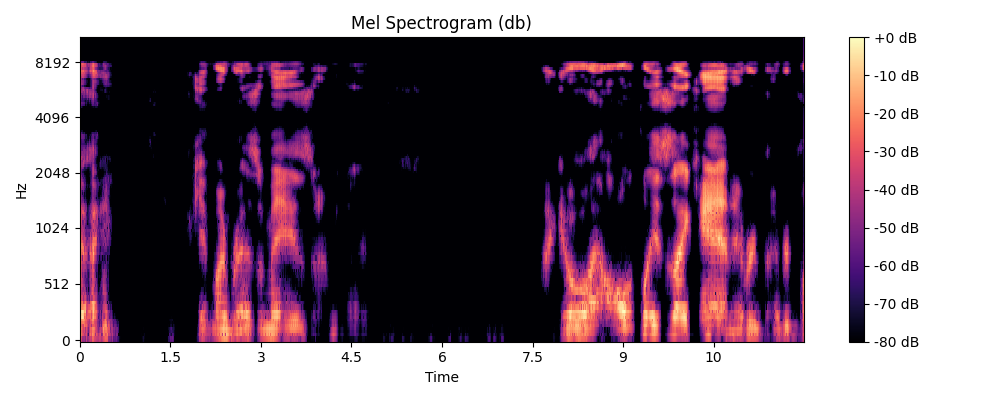 Mel Spectrogram (db)
8192
4096
2048
1024
512
0
Hz
0 1.5 3 4.5 6 7.5 9 10
Time
+0 dB
-10 dB
-20 dB
-30 dB
-40 dB
-50 dB
-60 dB
-70 dB
-80 dB